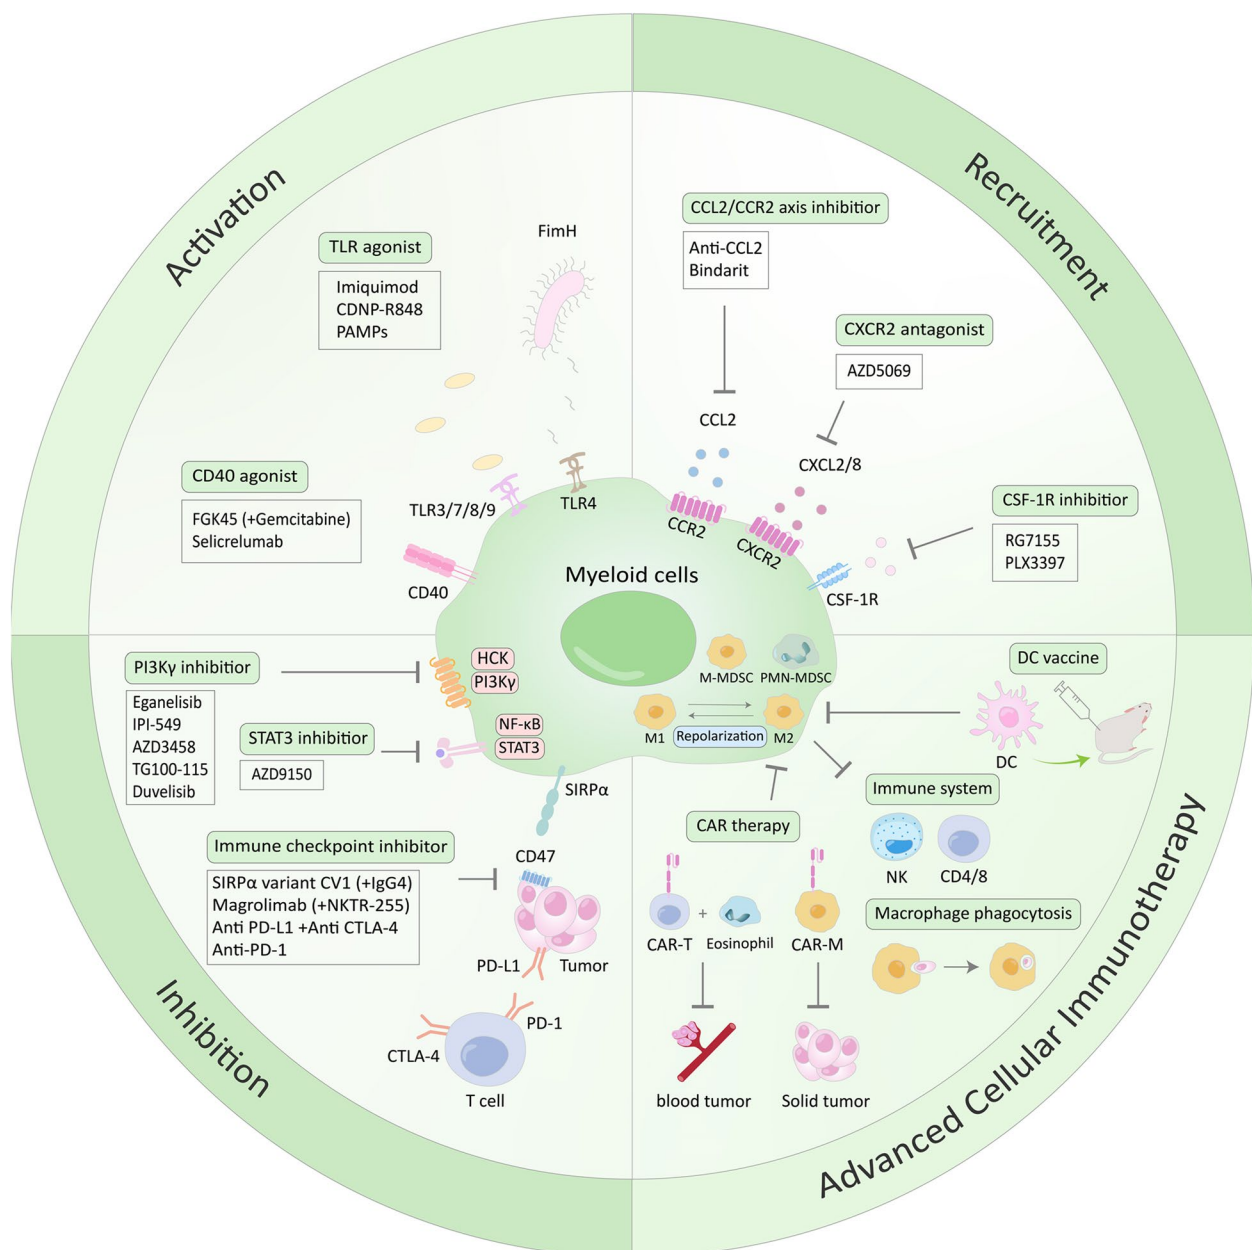 Activation
TLR agonist
Imiquimod
CDNP-R848
PAMPs
FimH
TLR3/7/8/9
TLR4
CD40 agonist
FGK45 (+Gemcitabine)
Selicrelumab
CD40
Recruitment
CCL2/CCR2 axis inhibitior
Anti-CCL2
Bindarit
CCL2
CCR2
CXCR2 antagonist
AZD5069
CXCL2/8
CXCR2
CSF-1R inhibitior
RG7155
PLX3397
CSF-1R
Myeloid cells
HCK
PI3Kγ
NF-κB
STAT3
M-MDSC
PMN-MDSC
M1
Repolarization
M2
Inhibition
PI3Kγ inhibitior
Eganelisib
IPI-549
AZD3458
TG100-115
Duvelisib
STAT3 inhibitior
AZD9150
SIRPα
CD47
Immune checkpoint inhibitor
SIRPα variant CV1 (+IgG4)
Magrolimab (+NKTR-255)
Anti PD-L1 +Anti CTLA-4
Anti-PD-1
PD-L1
Tumor
PD-1
CTLA-4
T cell
Advanced Cellular Immunotherapy
DC vaccine
DC
Immune system
NK
CD4/8
CAR therapy
CAR-T
+
Eosinophil
CAR-M
Macrophage phagocytosis
blood tumor
Solid tumor